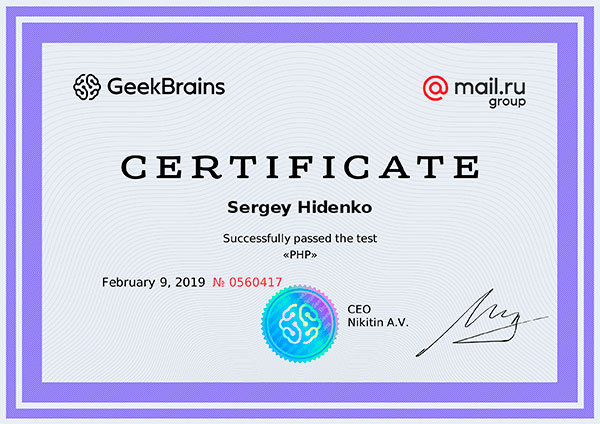 GeekBrains
@mail.ru
group
CERTIFICATE
Sergey Hidenko
Successfully passed the test
«PHP»
February 9, 2019 № 0560417
CEO
Nikitin A.V.